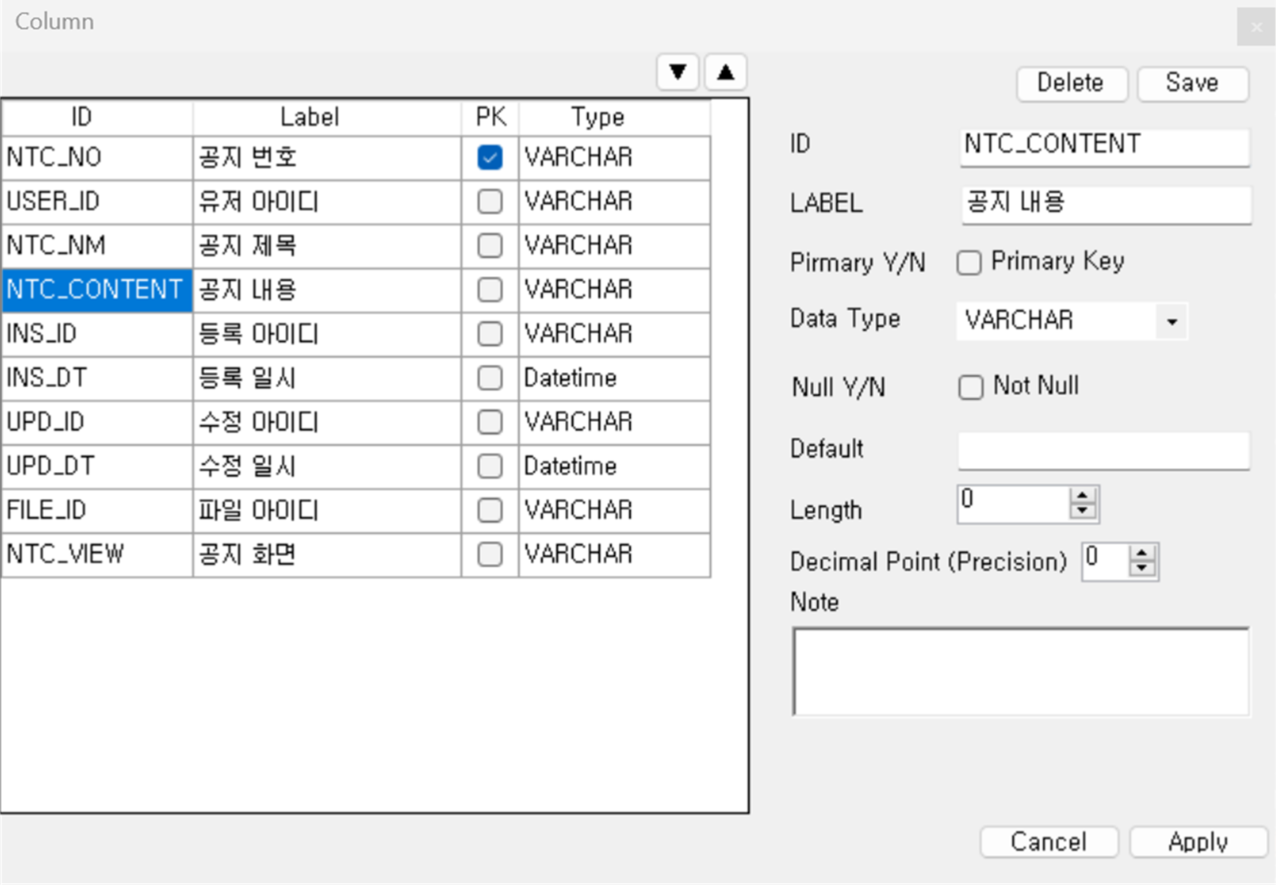 Column
ID Label PK Type
NTC_NO 공지 번호 VARCHAR
USER_ID 유저 아이디 VARCHAR
NTC_NM 공지 제목 VARCHAR
NTC_CONTENT 공지 내용 VARCHAR
INS_ID 등록 아이디 VARCHAR
INS_DT 등록 일시 Datetime
UPD_ID 수정 아이디 VARCHAR
UPD_DT 수정 일시 Datetime
FILE_ID 파일 아이디 VARCHAR
NTC_VIEW 공지 화면 VARCHAR
Delete Save
ID NTC_CONTENT
LABEL 공지 내용
Pirmary Y/N Primary Key
Data Type VARCHAR
Null Y/N Not Null
Default
Length 0
Decimal Point (Precision) 0
Note
Cancel Apply